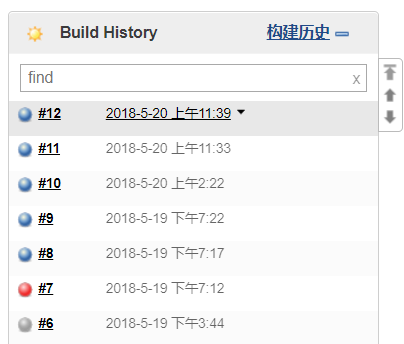 Build History 构建历史
find x
#12 2018-5-20 上午11:39
#11 2018-5-20 上午11:33
#10 2018-5-20 上午2:22
#9 2018-5-19 下午7:22
#8 2018-5-19 下午7:17
#7 2018-5-19 下午7:12
#6 2018-5-19 下午3:44